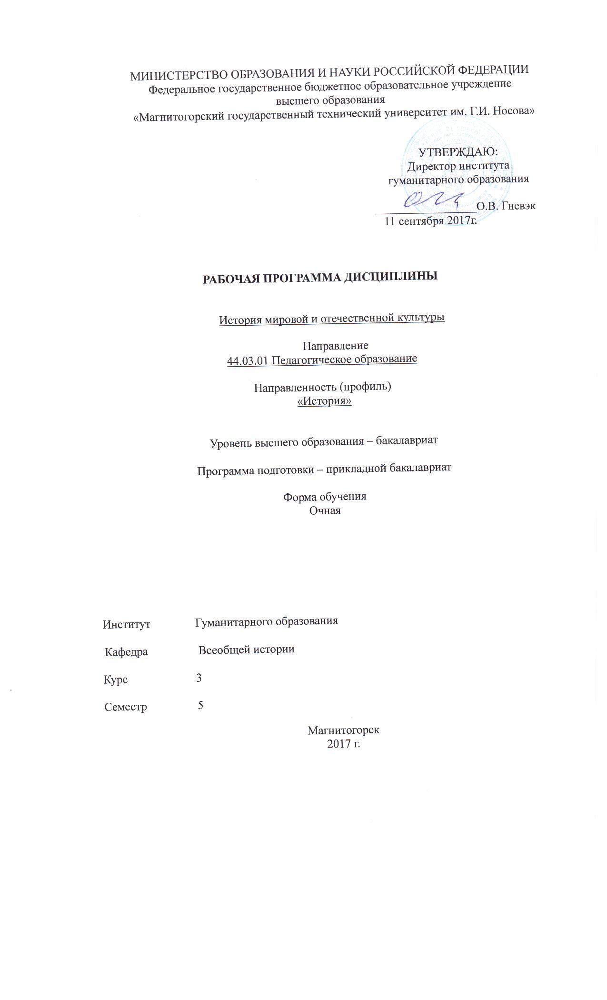 МИНИСТЕРСТВО ОБРАЗОВАНИЯ И НАУКИ РОССИЙСКОЙ ФЕДЕРАЦИИ
Федеральное государственное бюджетное образовательное учреждение
высшего образования
«Магнитогорский государственный технический университет им. Г.И. Носова»
УТВЕРЖДАЮ:
Директор института
гуманитарного образования
О.В. Гневэк
11 сентября 2017г.
РАБОЧАЯ ПРОГРАММА ДИСЦИПЛИНЫ
История мировой и отечественной культуры
Направление
44.03.01 Педагогическое образование
Направленность (профиль)
«История»
Уровень высшего образования – бакалавриат
Программа подготовки – прикладной бакалавриат
Форма обучения
Очная
Институт Гуманитарного образования
Кафедра Всеобщей истории
Курс 3
Семестр 5
Магнитогорск
2017 г.